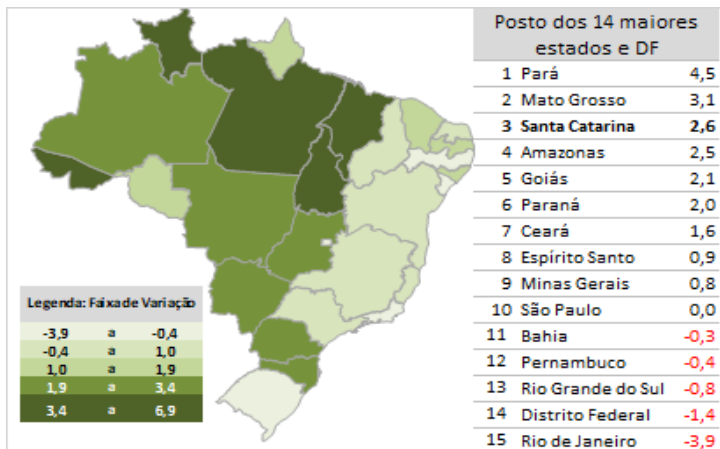 Posto dos 14 maiores
estados e DF
1 Pará 4,5
2 Mato Grosso 3,1
3 Santa Catarina 2,6
4 Amazonas 2,5
5 Goiás 2,1
6 Paraná 2,0
7 Ceará 1,6
8 Espírito Santo 0,9
9 Minas Gerais 0,8
10 São Paulo 0,0
11 Bahia -0,3
12 Pernambuco -0,4
13 Rio Grande do Sul -0,8
14 Distrito Federal -1,4
15 Rio de Janeiro -3,9
Legenda: Faixa de Variação
-3,9 a -0,4
-0,4 a 1,0
1,0 a 1,9
1,9 a 3,4
3,4 a 6,9